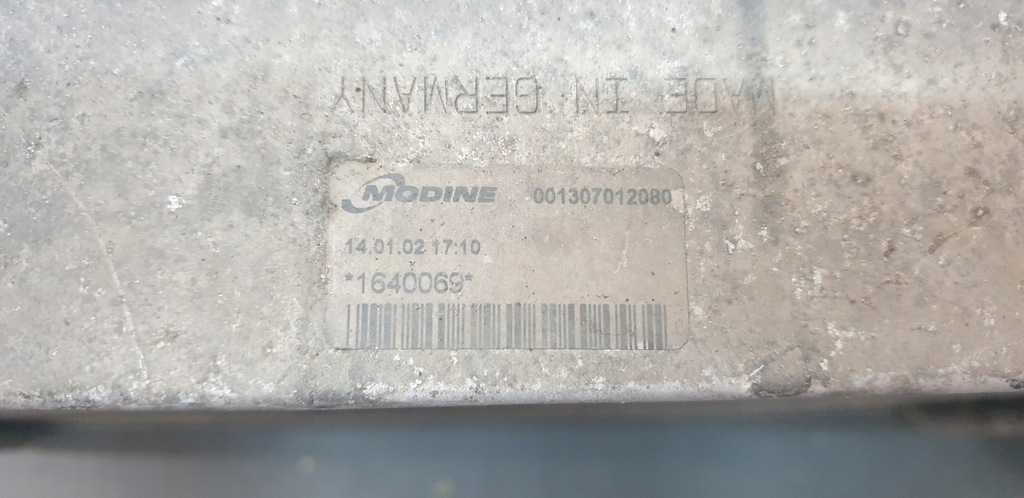 MADE IN GERMANY
MODINE 001307012080
14.01.02 17:10
*1640069*